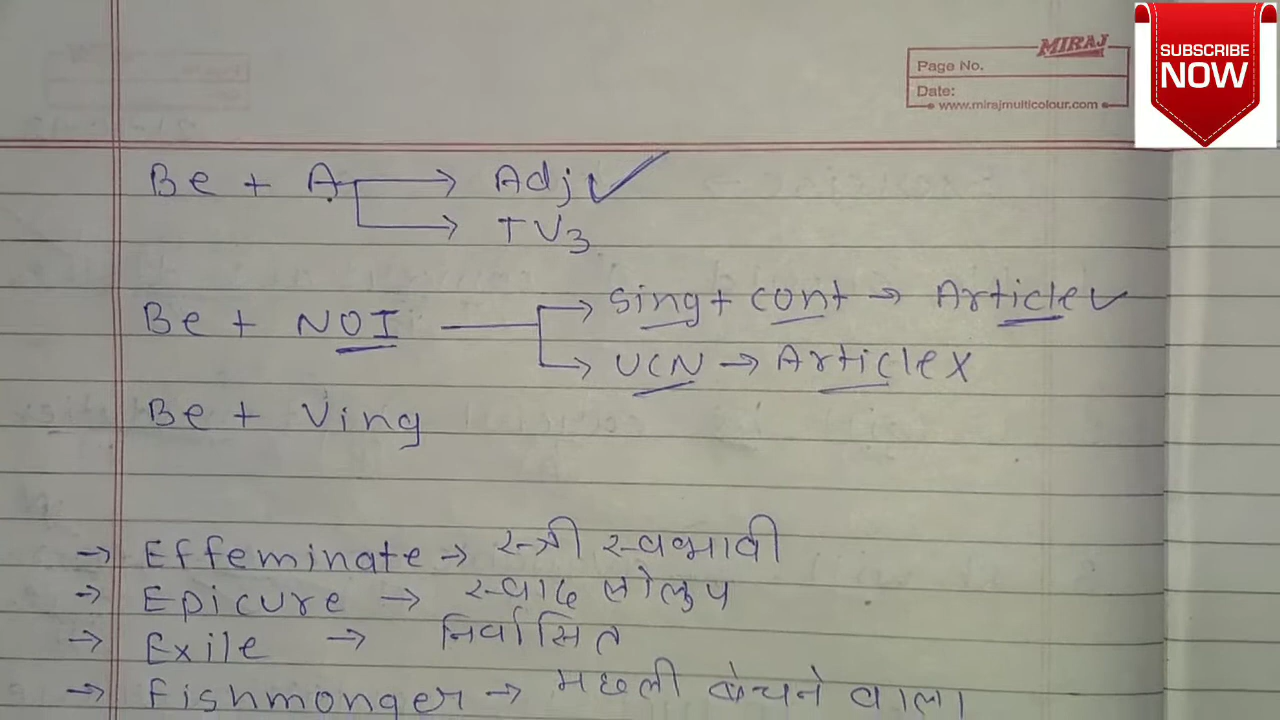 MIRAJ
Page No.
Date:
www.mirajmulticolour.com
SUBSCRIBE
NOW
Be + A → Adj ✓
→ TV3
Be + NOI → Sing + cont → Article ✓
→ UCN → Article X
Be + Ving
→ Effeminate → स्त्री स्वभावी
→ Epicure → स्वाद लोलुप
→ Exile → निर्वासित
→ Fishmonger → मछली बेचने वाला